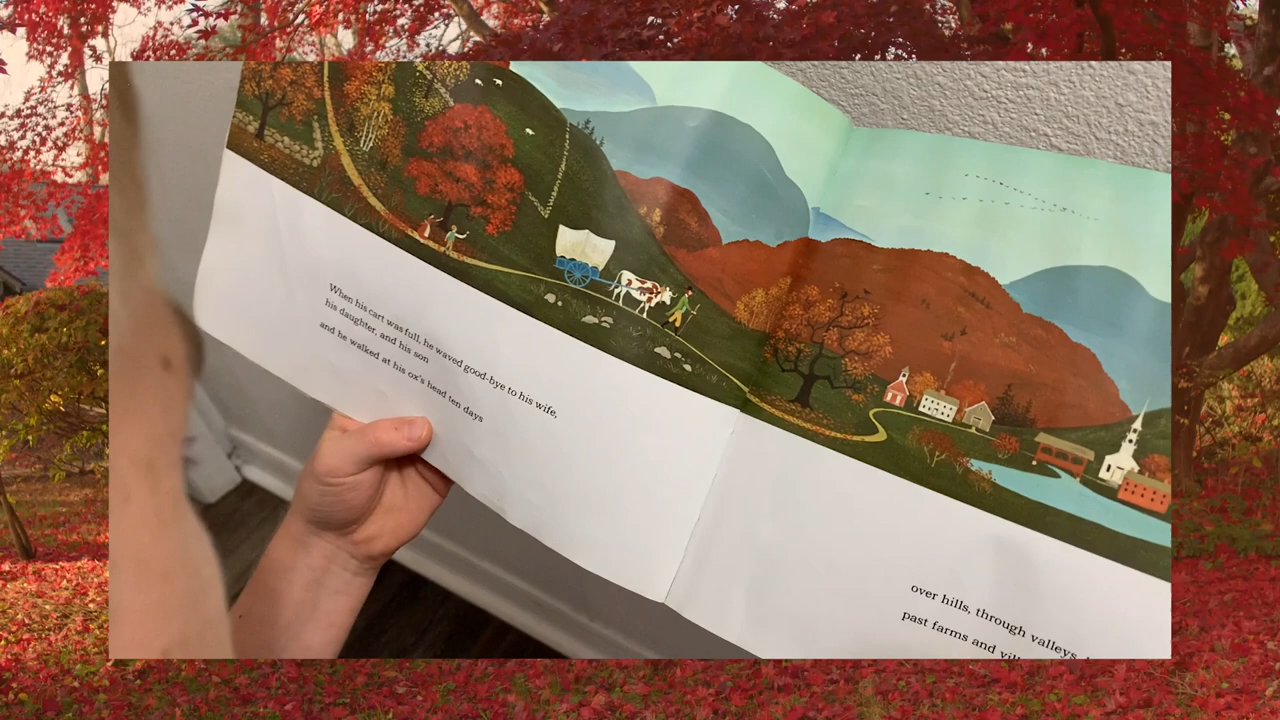 When his cart was full, he waved good-bye to his wife,
his daughter, and his son
and he walked at his ox's head ten days
over hills, through valleys,
past farms and